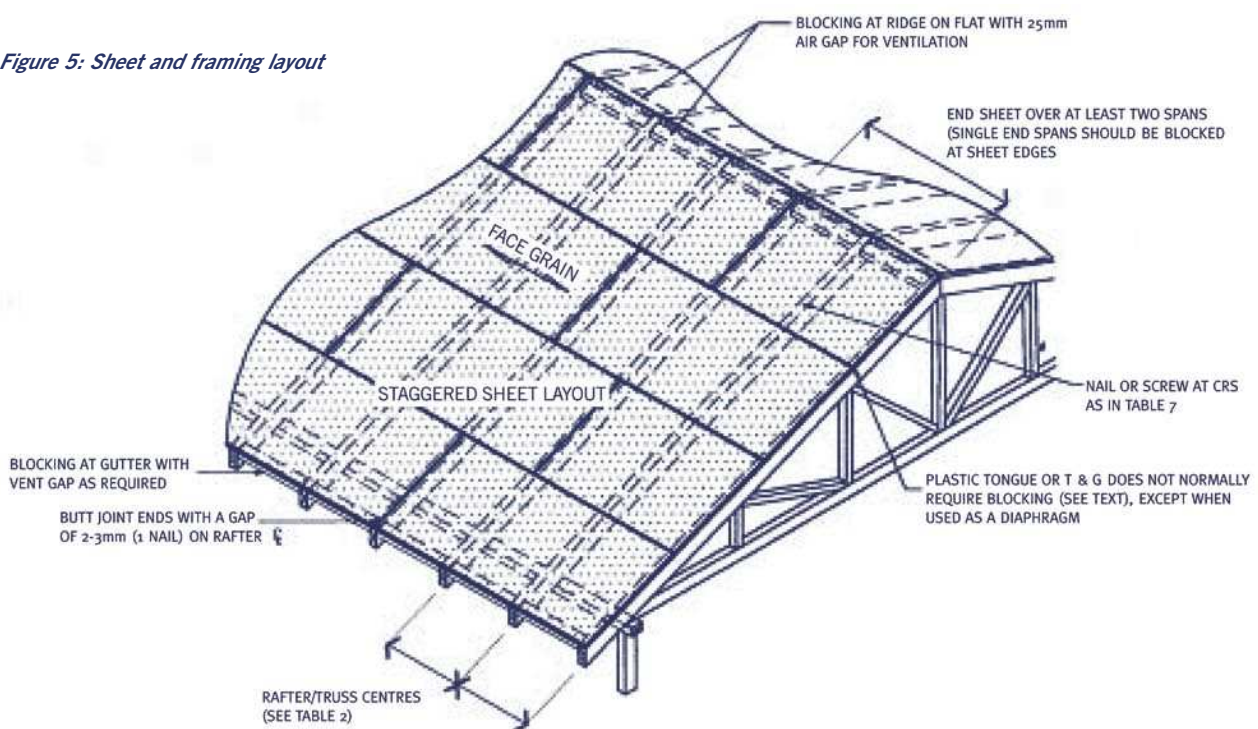 Figure 5: Sheet and framing layout
BLOCKING AT RIDGE ON FLAT WITH 25mm
AIR GAP FOR VENTILATION
END SHEET OVER AT LEAST TWO SPANS
(SINGLE END SPANS SHOULD BE BLOCKED
AT SHEET EDGES
FACE GRAIN
STAGGERED SHEET LAYOUT
NAIL OR SCREW AT CRS
AS IN TABLE 7
BLOCKING AT GUTTER WITH
VENT GAP AS REQUIRED
PLASTIC TONGUE OR T & G DOES NOT NORMALLY
REQUIRE BLOCKING (SEE TEXT), EXCEPT WHEN
USED AS A DIAPHRAGM
BUTT JOINT ENDS WITH A GAP
OF 2-3mm (1 NAIL) ON RAFTER ℄
RAFTER/TRUSS CENTRES
(SEE TABLE 2)